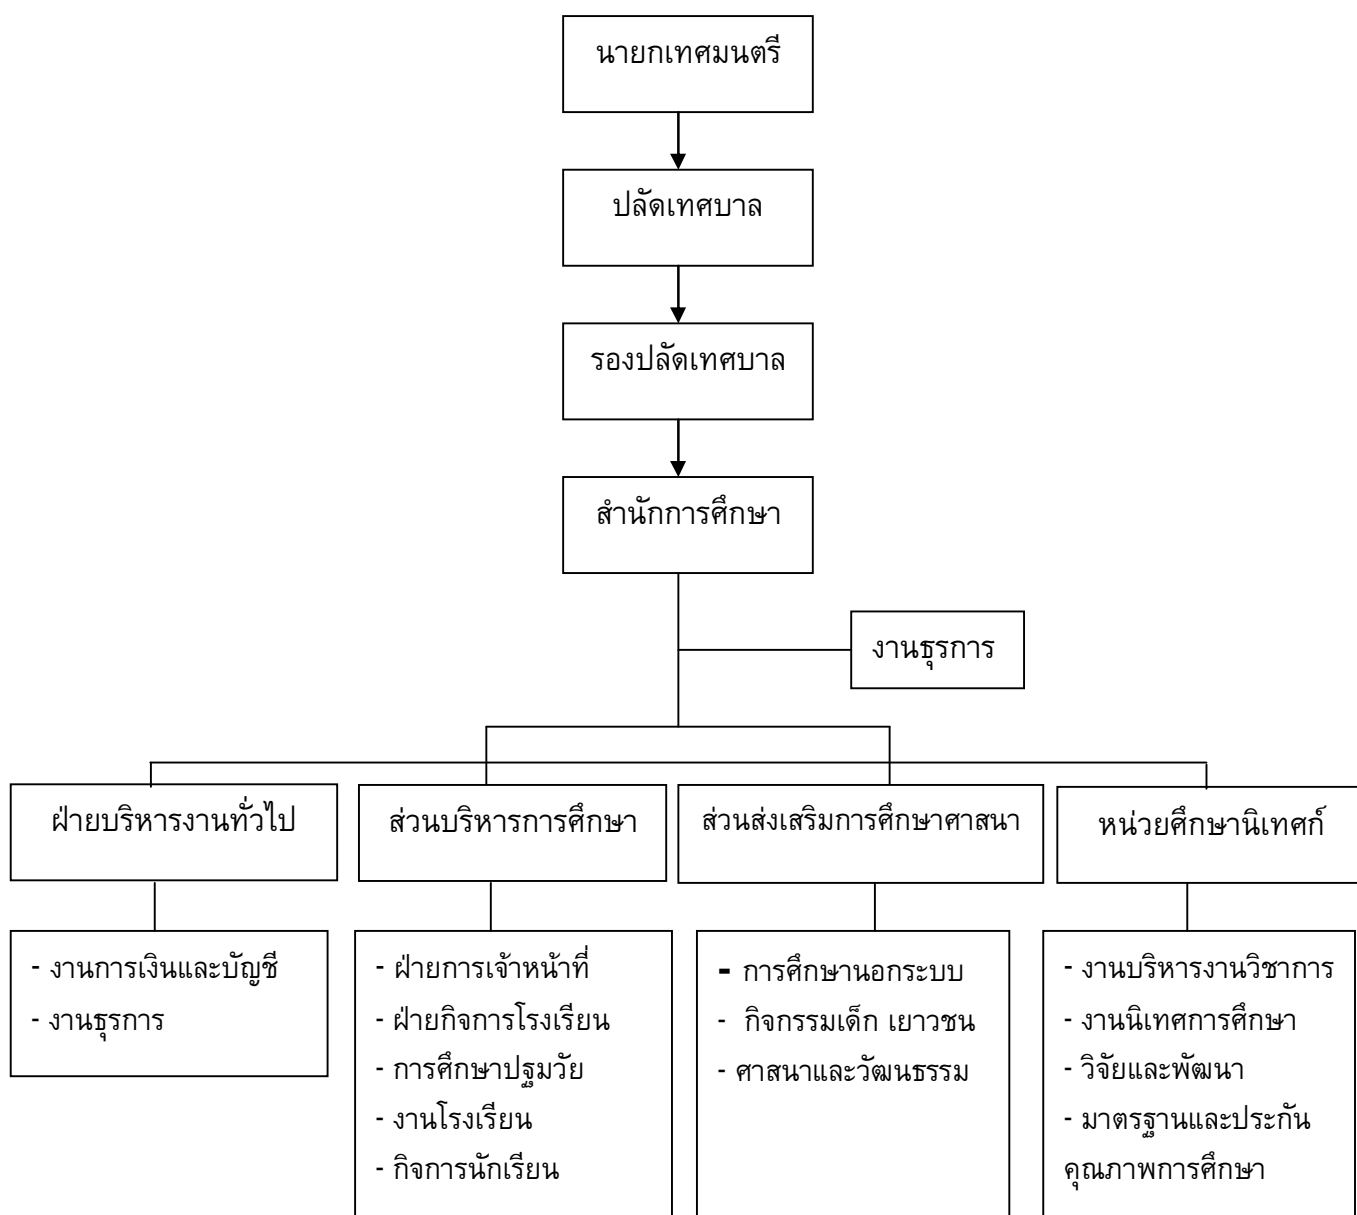 นายกเทศมนตรี
ปลัดเทศบาล
รองปลัดเทศบาล
สำนักการศึกษา
งานธุรการ
ฝ่ายบริหารงานทั่วไป
ส่วนบริหารการศึกษา
ส่วนส่งเสริมการศึกษาศาสนา
หน่วยศึกษานิเทศก์
- งานการเงินและบัญชี
- งานธุรการ
- ฝ่ายการเจ้าหน้าที่
- ฝ่ายกิจการโรงเรียน
- การศึกษาปฐมวัย
- งานโรงเรียน
- กิจการนักเรียน
- การศึกษานอกระบบ
- กิจกรรมเด็ก เยาวชน
- ศาสนาและวัฒนธรรม
- งานบริหารงานวิชาการ
- งานนิเทศการศึกษา
- วิจัยและพัฒนา
- มาตรฐานและประกัน
คุณภาพการศึกษา